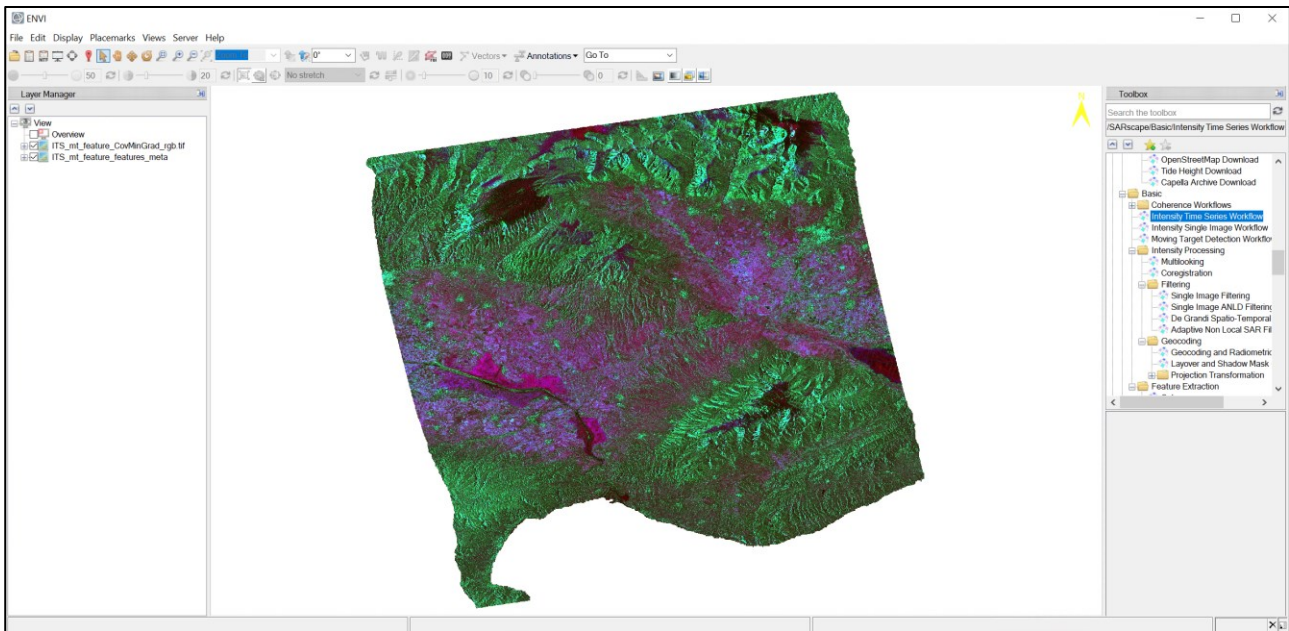 ENVI
File Edit Display Placemarks Views Server Help
0° Vectors Annotations Go To
50 20 No stretch 10 0
Layer Manager
View
Overview
ITS_mt_feature_CovMinGrad_rgb.tif
ITS_mt_feature_features_meta
N
Toolbox
Search the toolbox
/SARscape/Basic/Intensity Time Series Workflow
OpenStreetMap Download
Tide Height Download
Capella Archive Download
Basic
Coherence Workflows
Intensity Time Series Workflow
Intensity Single Image Workflow
Moving Target Detection Workflo
Intensity Processing
Multilooking
Coregistration
Filtering
Single Image Filtering
Single Image ANLD Filtering
De Grandi Spatio-Temporal
Adaptive Non Local SAR Fil
Geocoding
Geocoding and Radiometric
Layover and Shadow Mask
Projection Transformation
Feature Extraction